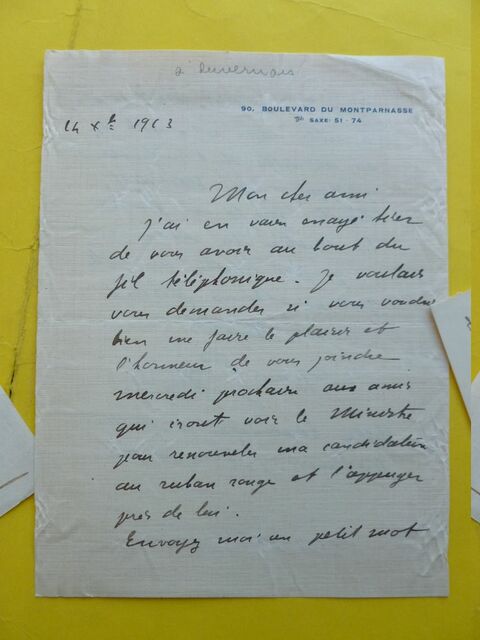 à Duvernois
90, BOULEVARD DU MONTPARNASSE
SAXE: 51-74
14 Xbre 1913
Mon cher ami
J'ai en vain essayé hier
de vous avoir au bout du
fil téléphonique. Je voulais
vous demander si vous voudriez
bien me faire le plaisir et
l'honneur de vous joindre
mercredi prochain aux amis
qui iront voir le Ministre
pour renouveler ma candidature
au ruban rouge et l'appuyer
près de lui.
Envoyez moi un petit mot